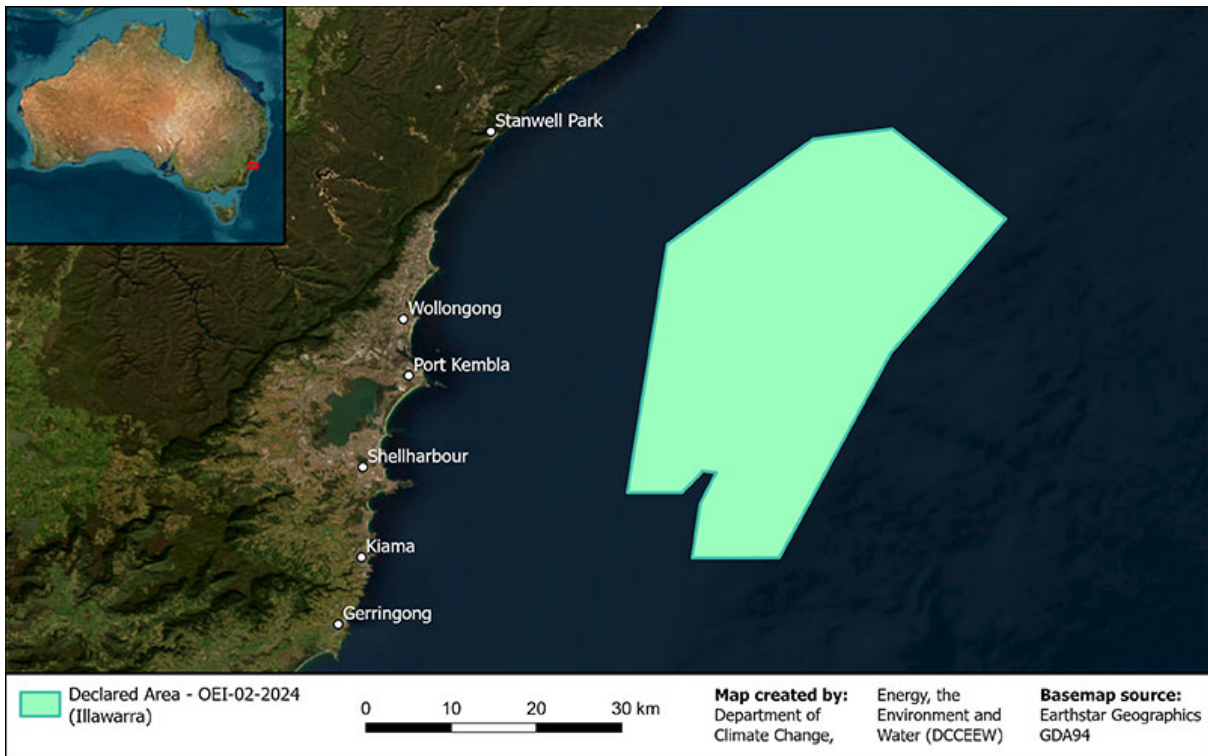 Stanwell Park
Wollongong
Port Kembla
Shellharbour
Kiama
Gerringong
Declared Area - OEI-02-2024
(Illawarra)
0 10 20 30 km
Map created by:
Department of
Climate Change,
Energy, the
Environment and
Water (DCCEEW)
Basemap source:
Earthstar Geographics
GDA94